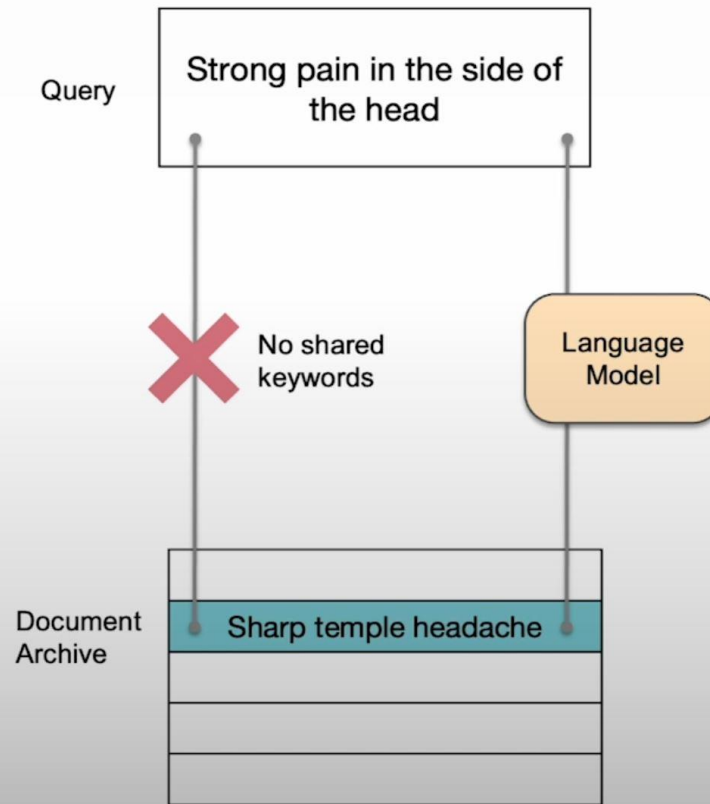 Query
Strong pain in the side of
the head
No shared
keywords
Language
Model
Document
Archive
Sharp temple headache